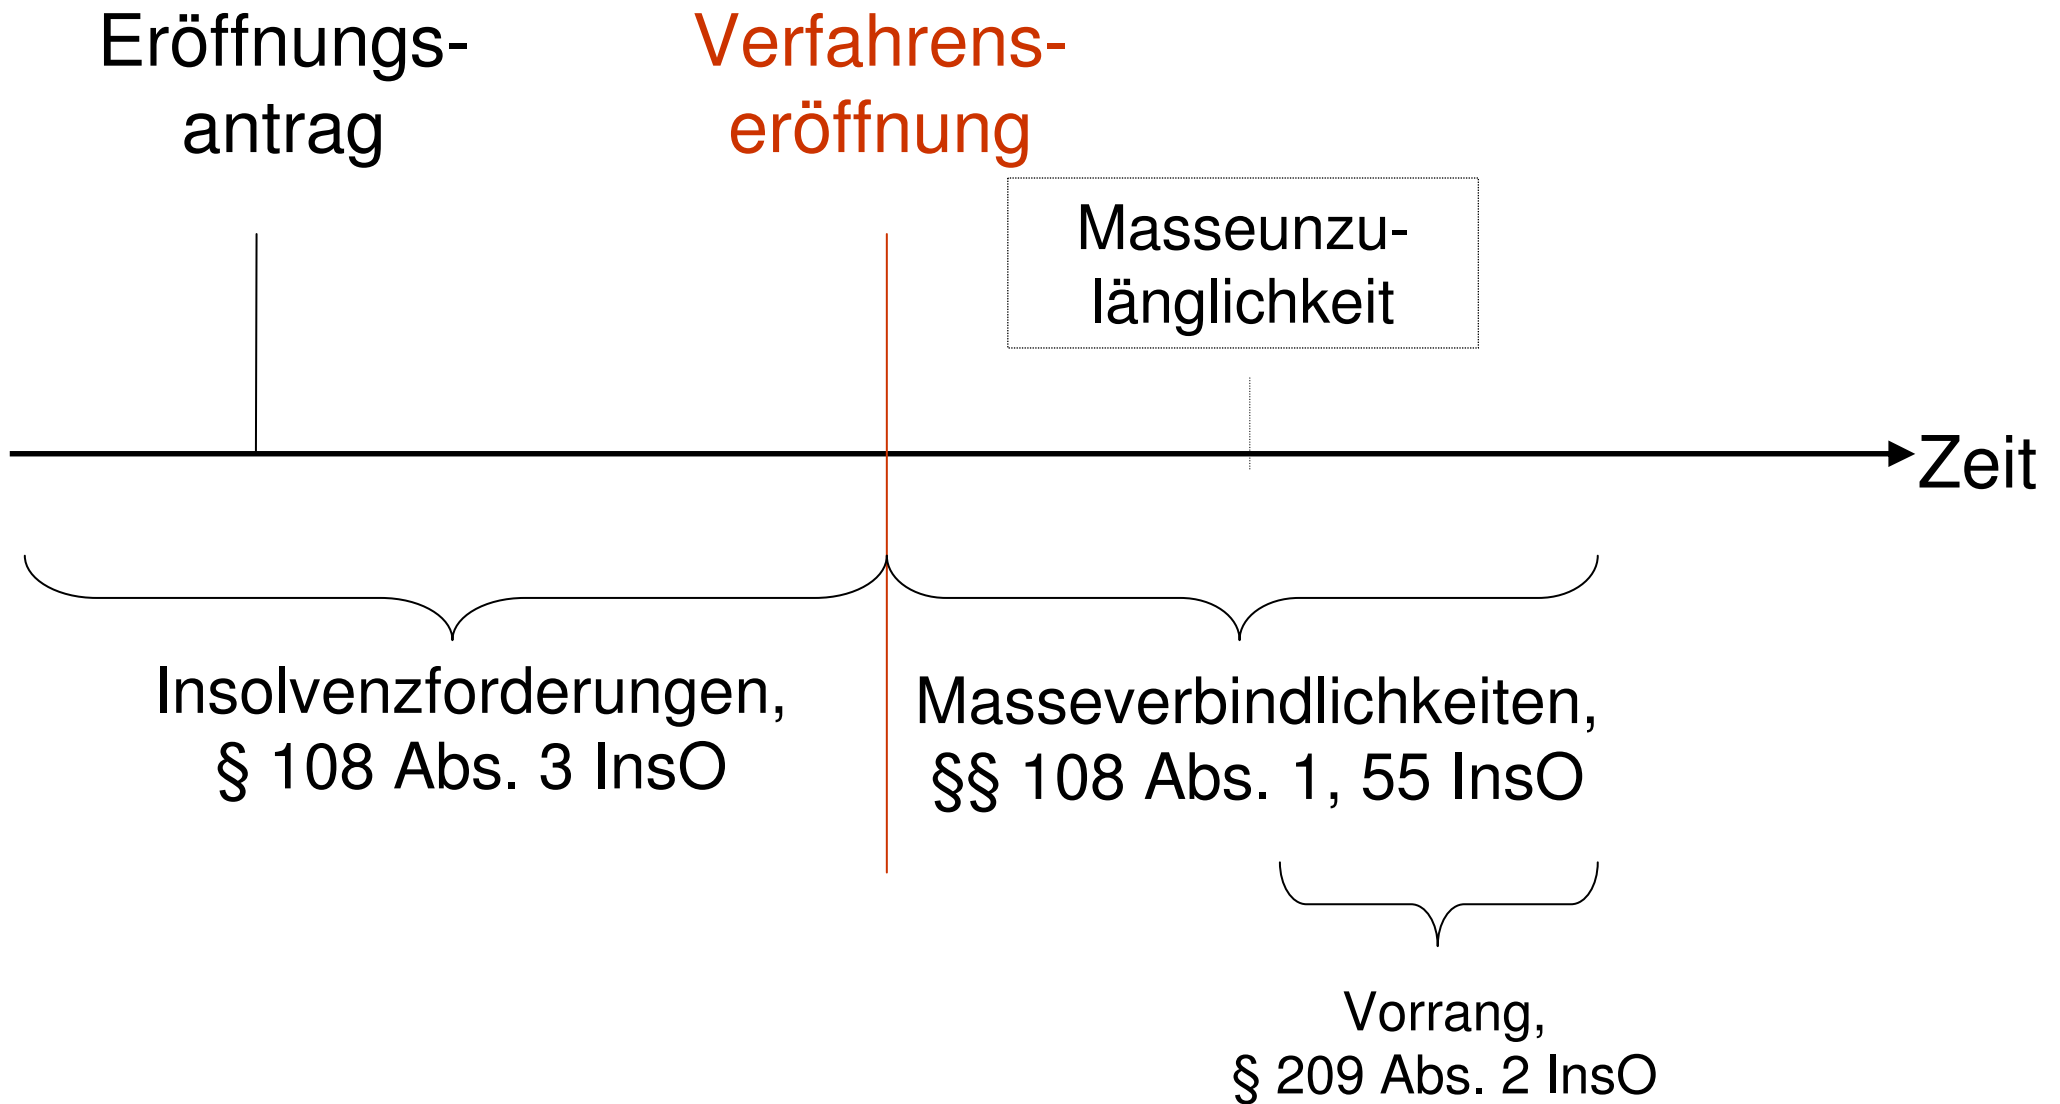 Eröffnungs-
antrag
Verfahrens-
eröffnung
Masseunzu-
länglichkeit
Zeit
Insolvenzforderungen,
§ 108 Abs. 3 InsO
Masseverbindlichkeiten,
§§ 108 Abs. 1, 55 InsO
Vorrang,
§ 209 Abs. 2 InsO